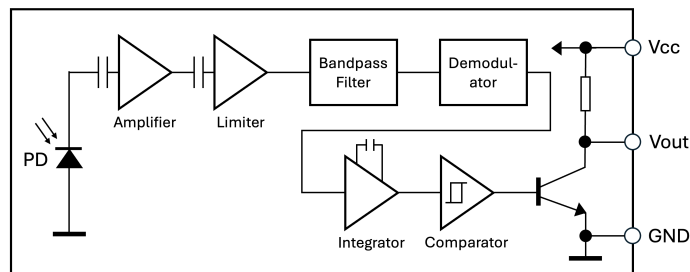 Vcc
Bandpass
Filter
Demodul-
ator
Amplifier
Limiter
PD
Vout
Integrator
Comparator
GND